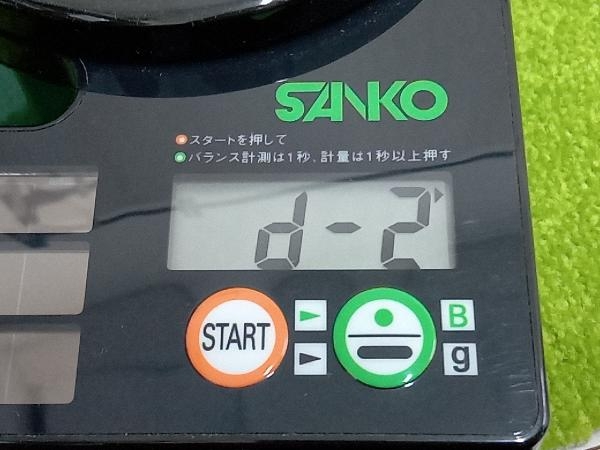 SANKO
スタートを押して
バランス計測は1秒、計量は1秒以上押す
d-2
START
B
g